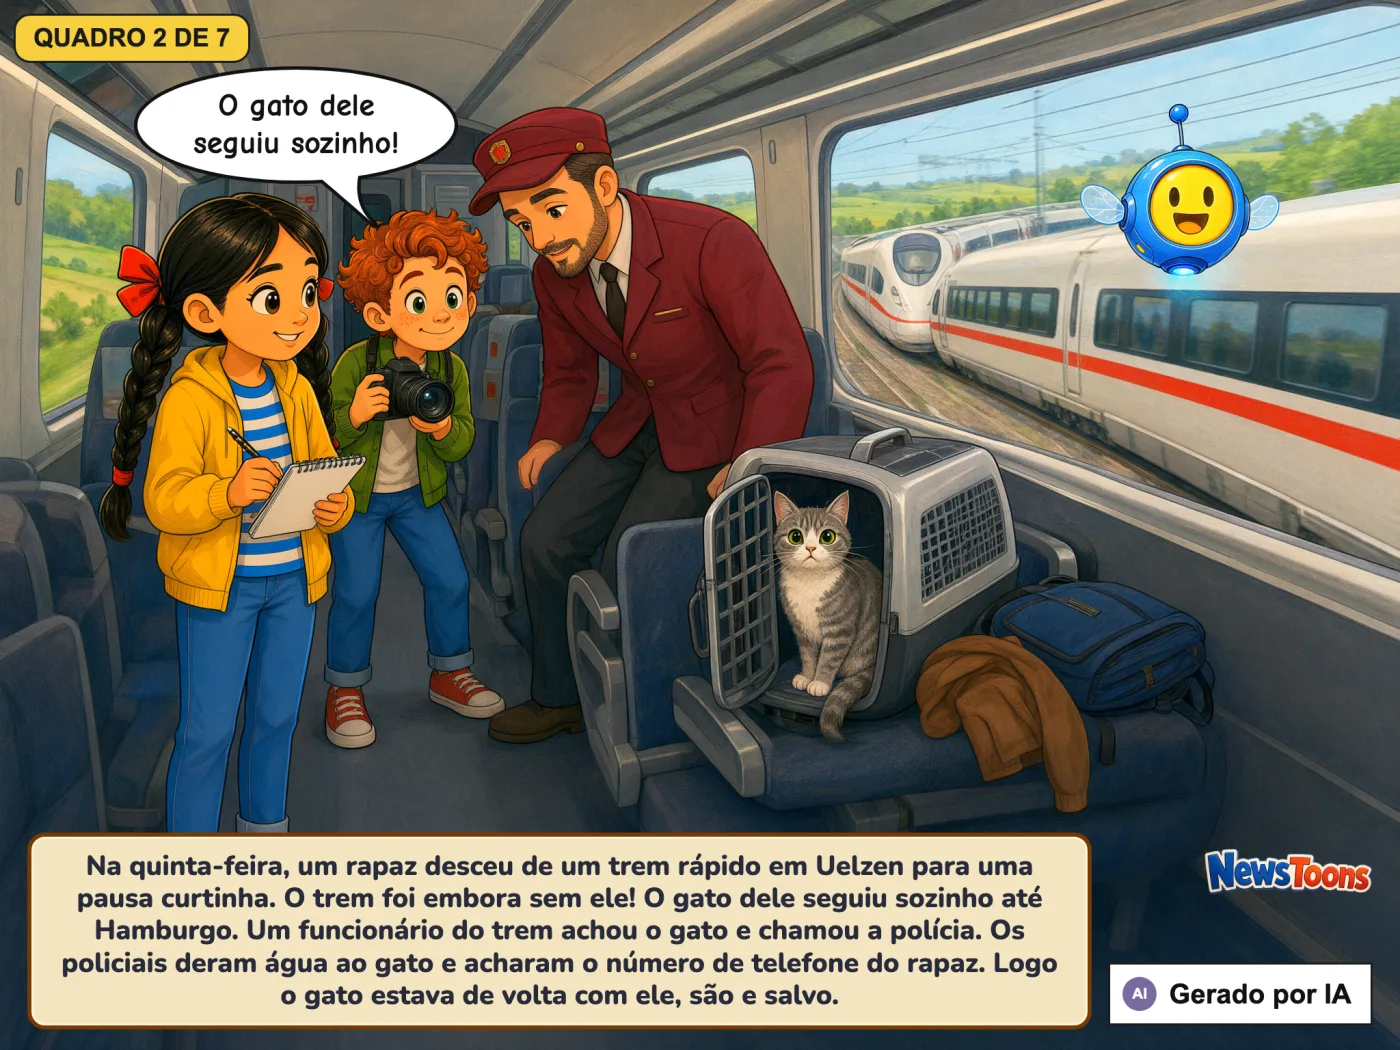 QUADRO 2 DE 7
O gato dele
seguiu sozinho!
Na quinta-feira, um rapaz desceu de um trem rápido em Uelzen para uma
pausa curtinha. O trem foi embora sem ele! O gato dele seguiu sozinho até
Hamburgo. Um funcionário do trem achou o gato e chamou a polícia. Os
policiais deram água ao gato e acharam o número de telefone do rapaz. Logo
o gato estava de volta com ele, são e salvo.
NewsToons
AI Gerado por IA